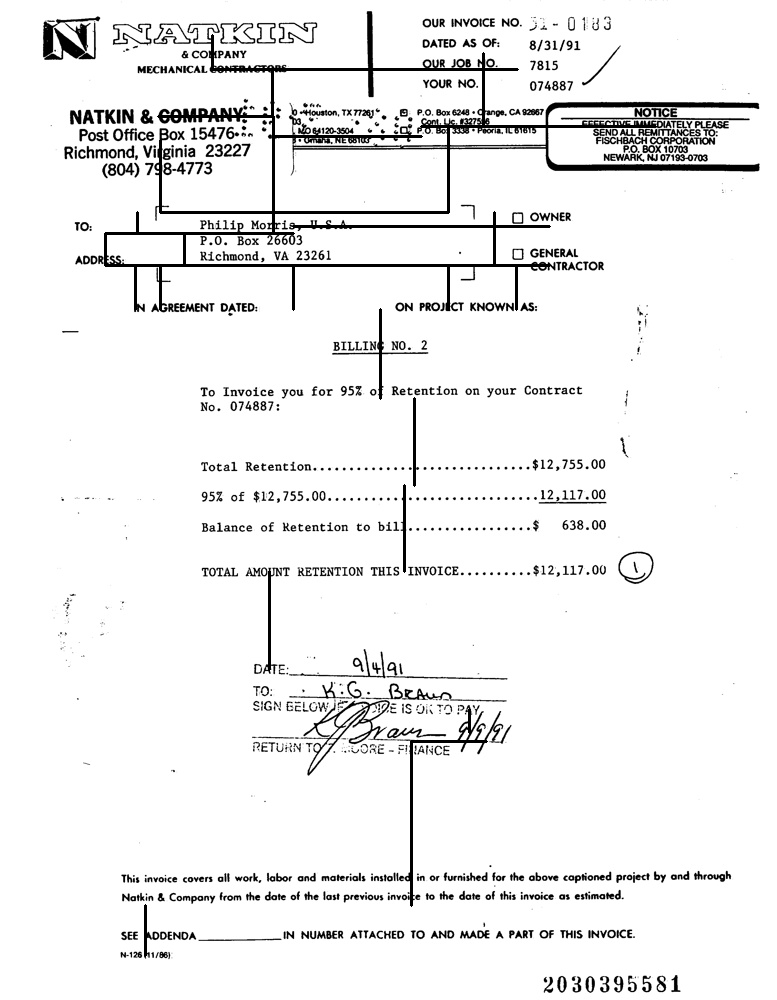 N NATKIN
& COMPANY
MECHANICAL CONTRACTORS
OUR INVOICE NO. 31-0183
DATED AS OF: 8/31/91
OUR JOB NO. 7815
YOUR NO. 074887
NATKIN & COMPANY
Post Office Box 15476
Richmond, Virginia 23227
(804) 798-4773
Houston, TX 77261
MO 64120-3504
Omaha, NE 68103
P.O. Box 6248 • Orange, CA 92667
Cont. Lic. #327586
P.O. Box 3338 • Peoria, IL 61615
NOTICE
EFFECTIVE IMMEDIATELY PLEASE
SEND ALL REMITTANCES TO:
FISCHBACH CORPORATION
P.O. BOX 10703
NEWARK, NJ 07193-0703
TO: Philip Morris, U.S.A.
P.O. Box 26603
ADDRESS: Richmond, VA 23261
OWNER
GENERAL CONTRACTOR
IN AGREEMENT DATED: ON PROJECT KNOWN AS:
BILLING NO. 2
To Invoice you for 95% of Retention on your Contract
No. 074887:
Total Retention..............................$12,755.00
95% of $12,755.00............................12,117.00
Balance of Retention to bill................$ 638.00
TOTAL AMOUNT RETENTION THIS INVOICE..........$12,117.00 1
DATE: 9/4/91
TO: K.G. BRAUN
SIGN BELOW IF INVOICE IS OK TO PAY
K G Braun 9/9/91
RETURN TO MOORE - FINANCE
This invoice covers all work, labor and materials installed in or furnished for the above captioned project by and through
Natkin & Company from the date of the last previous invoice to the date of this invoice as estimated.
SEE ADDENDA ____________ IN NUMBER ATTACHED TO AND MADE A PART OF THIS INVOICE.
N-126 (11/86)
2030395581